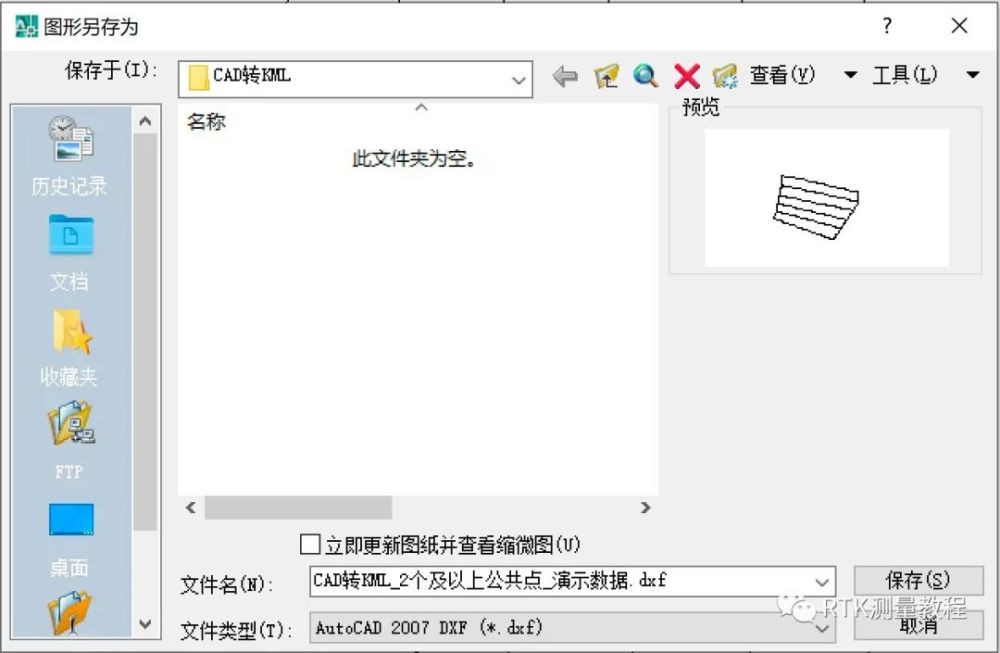 图形另存为
?
保存于(I):
CAD转KML
查看(V)
工具(L)
名称
此文件夹为空。
预览
历史记录
文档
收藏夹
FTP
桌面
立即更新图纸并查看缩微图(U)
文件名(N):
CAD转KML_2个及以上公共点_演示数据.dxf
保存(S)
RTK测量教程
文件类型(T):
AutoCAD 2007 DXF (*.dxf)
取消